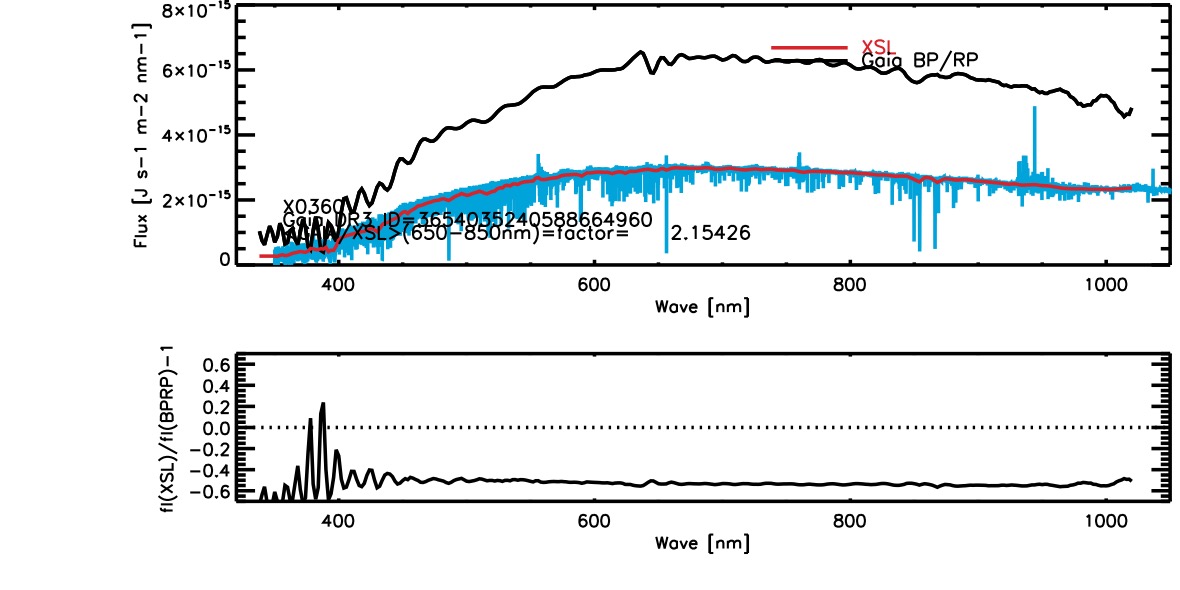 8×10−15
6×10−15
4×10−15
2×10−15
0
Flux [J s−1 m−2 nm−1]
XSL
Gaia BP/RP
X0360
Gaia DR3 ID=3654035240588664960
XSL>(650−850nm)=factor= 2.15426
400 600 800 1000
Wave [nm]
fl(XSL)/fl(BPRP)−1
0.6
0.4
0.2
0.0
−0.2
−0.4
−0.6
400 600 800 1000
Wave [nm]